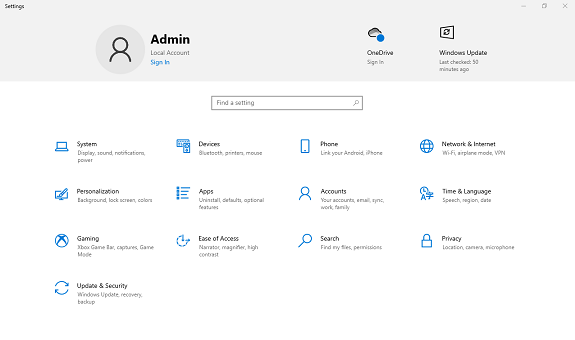 Settings
Admin
Local Account
Sign In
OneDrive
Sign In
Windows Update
Last checked: 50
minutes ago
Find a setting
System
Display, sound, notifications,
power
Devices
Bluetooth, printers, mouse
Phone
Link your Android, iPhone
Network & Internet
Wi-Fi, airplane mode, VPN
Personalization
Background, lock screen, colors
Apps
Uninstall, defaults, optional
features
Accounts
Your accounts, email, sync,
work, family
Time & Language
Speech, region, date
Gaming
Xbox Game Bar, captures, Game
Mode
Ease of Access
Narrator, magnifier, high
contrast
Search
Find my files, permissions
Privacy
Location, camera, microphone
Update & Security
Windows Update, recovery,
backup